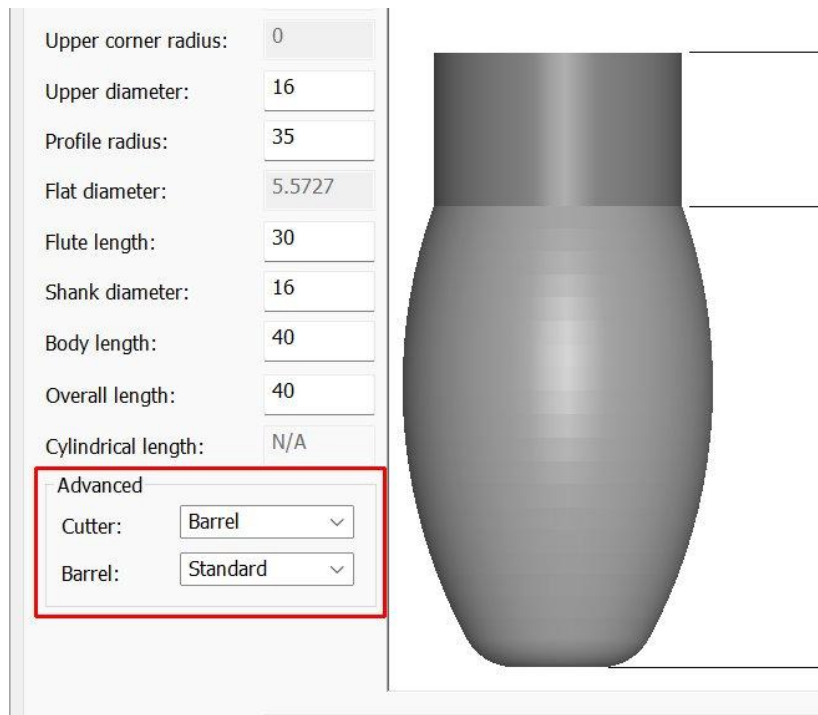 Upper corner radius: 0
Upper diameter: 16
Profile radius: 35
Flat diameter: 5.5727
Flute length: 30
Shank diameter: 16
Body length: 40
Overall length: 40
Cylindrical length: N/A
Advanced
Cutter: Barrel
Barrel: Standard